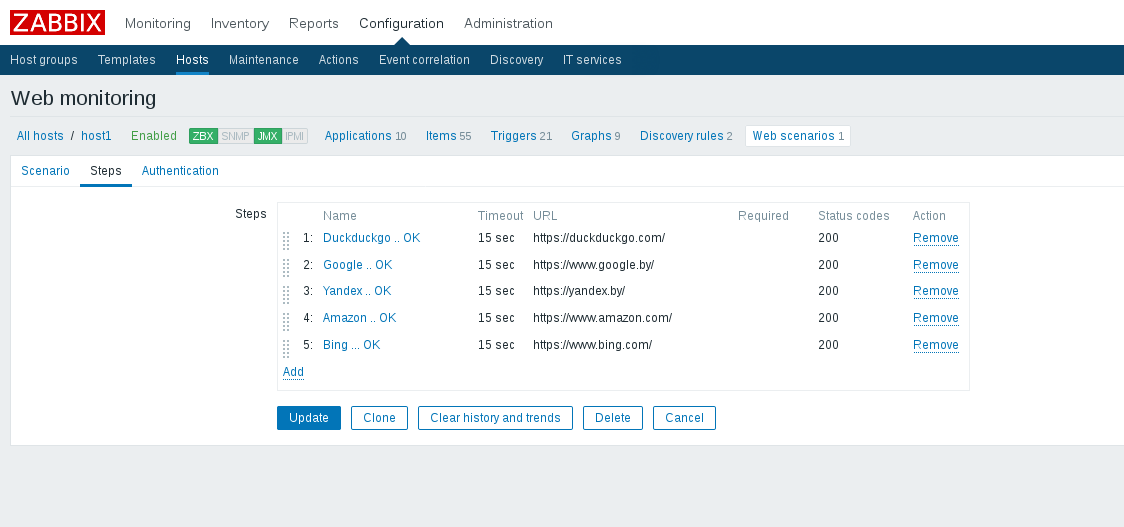 ZABBIX Monitoring Inventory Reports Configuration Administration
Host groups Templates Hosts Maintenance Actions Event correlation Discovery IT services
Web monitoring
All hosts / host1 Enabled ZBX SNMP JMX IPMI Applications 10 Items 55 Triggers 21 Graphs 9 Discovery rules 2 Web scenarios 1
Scenario Steps Authentication
Steps Name Timeout URL Required Status codes Action
1: Duckduckgo .. OK 15 sec https://duckduckgo.com/ 200 Remove
2: Google .. OK 15 sec https://www.google.by/ 200 Remove
3: Yandex .. OK 15 sec https://yandex.by/ 200 Remove
4: Amazon .. OK 15 sec https://www.amazon.com/ 200 Remove
5: Bing ... OK 15 sec https://www.bing.com/ 200 Remove
Add
Update Clone Clear history and trends Delete Cancel